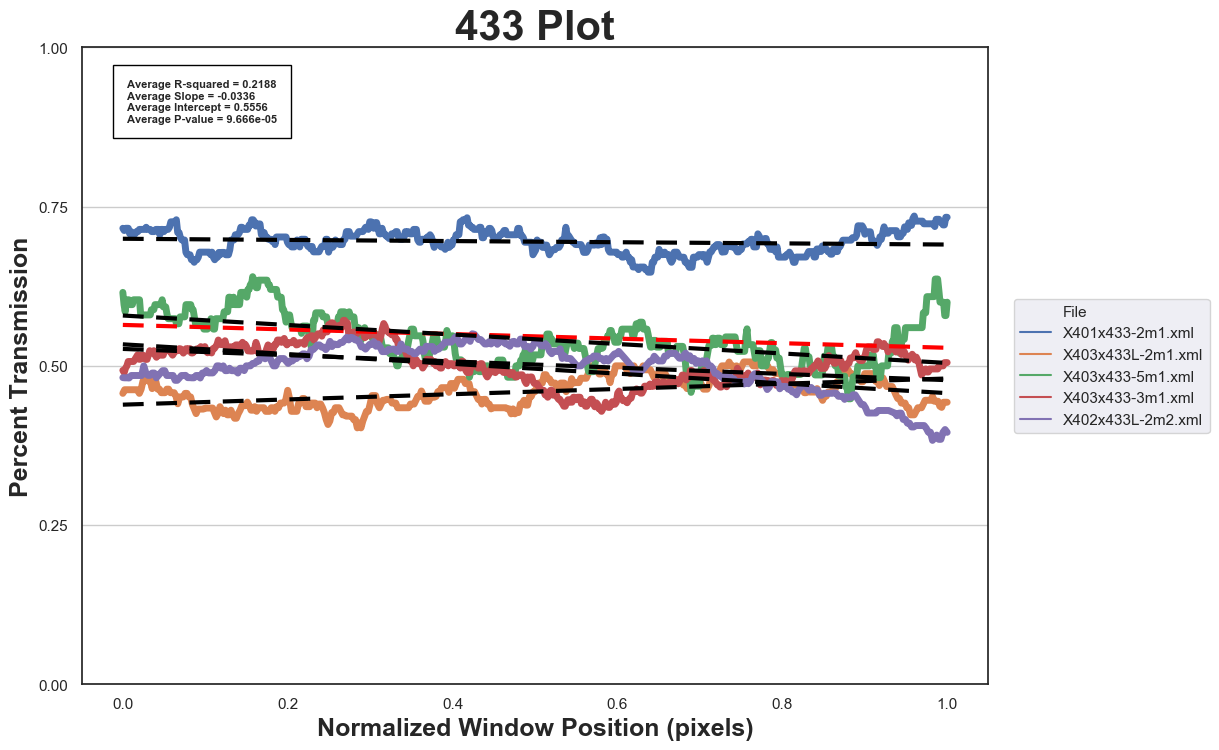 433 Plot
1.00
0.75
0.50
0.25
0.00
Percent Transmission
Average R-squared = 0.2188
Average Slope = -0.0336
Average Intercept = 0.5556
Average P-value = 9.666e-05
0.0 0.2 0.4 0.6 0.8 1.0
Normalized Window Position (pixels)
File
X401x433-2m1.xml
X403x433L-2m1.xml
X403x433-5m1.xml
X403x433-3m1.xml
X402x433L-2m2.xml